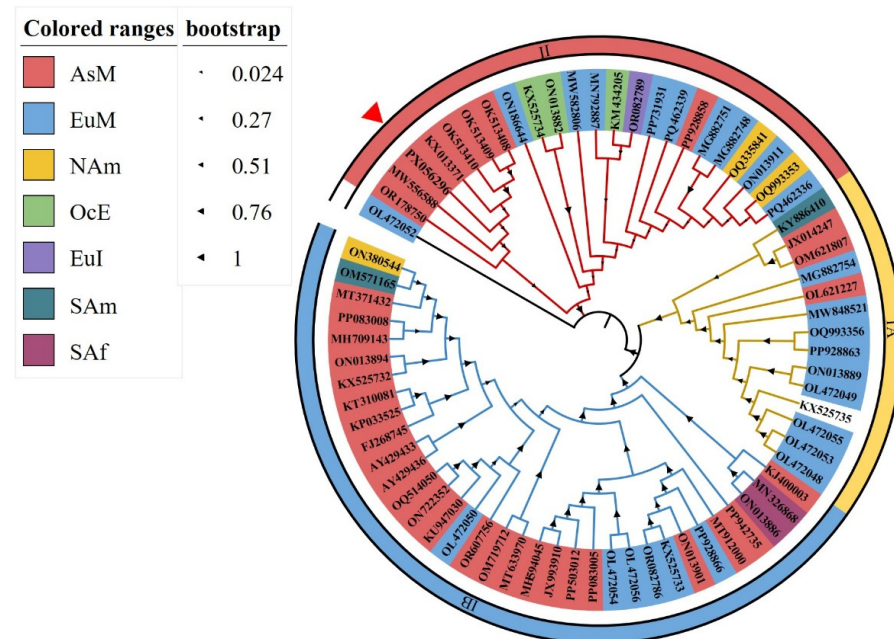 Colored ranges
AsM
EuM
NAm
OcE
EuI
SAm
SAf
bootstrap
0.024
0.27
0.51
0.76
1
II
IA
IB
OL472052
OR178750
MW556588
PX056296
KX013371
OK513410
OK513409
OK513408
ON186644
KX525734
ON013882
MW582806
MN792887
KM434205
OR082789
PP731931
PQ462339
PP928858
MG882751
MG882748
OQ335841
ON013911
OQ993353
PQ462336
KY886410
JX014247
OM621807
MG882754
OL621227
MW848521
OQ993356
PP928863
ON013889
OL472049
KX525735
OL472055
OL472053
OL472048
KJ400003
MN326868
ON013886
PP942735
MT912000
PP928866
ON013901
KX525733
OR082786
OL472056
OL472054
PP083005
PP503012
JX993910
MH594045
MT633970
OM719712
OR607756
OL472050
KU947030
ON722352
OQ514050
AY429436
AY429433
FJ268745
KP033525
KT310081
KX525732
ON013894
MH709143
PP083008
MT371432
OM571165
ON380544